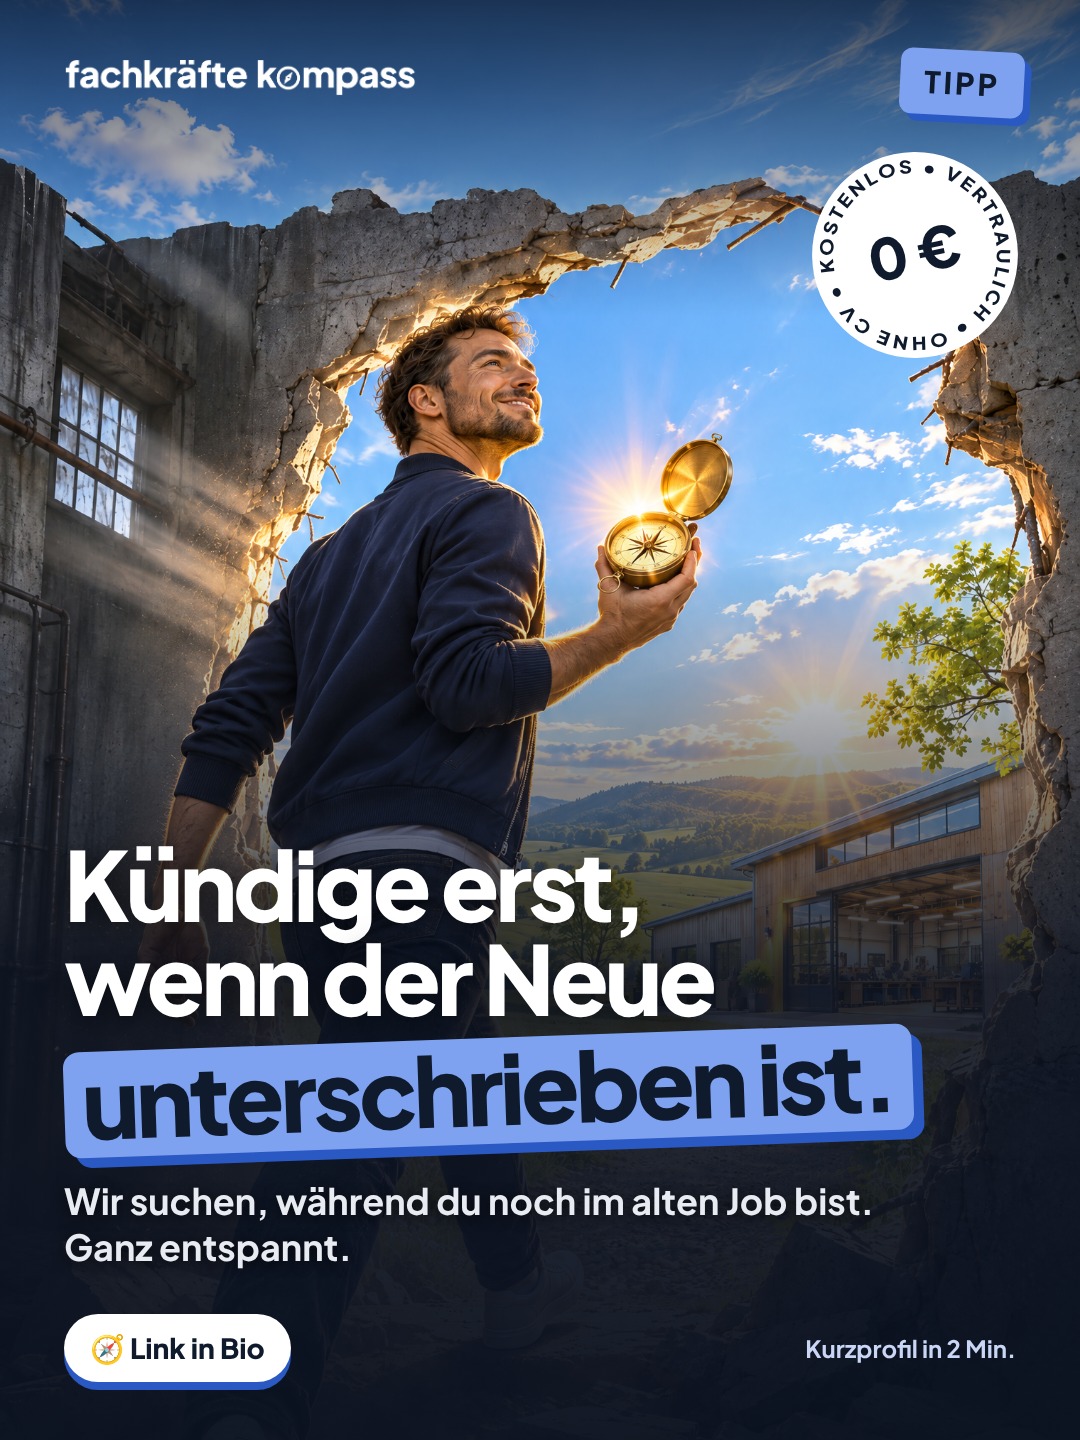 fachkräfte kompass
TIPP
KOSTENLOS • VERTRAULICH • OHNE CV •
0 €
Kündige erst,
wenn der Neue
unterschrieben ist.
Wir suchen, während du noch im alten Job bist.
Ganz entspannt.
Link in Bio
Kurzprofil in 2 Min.